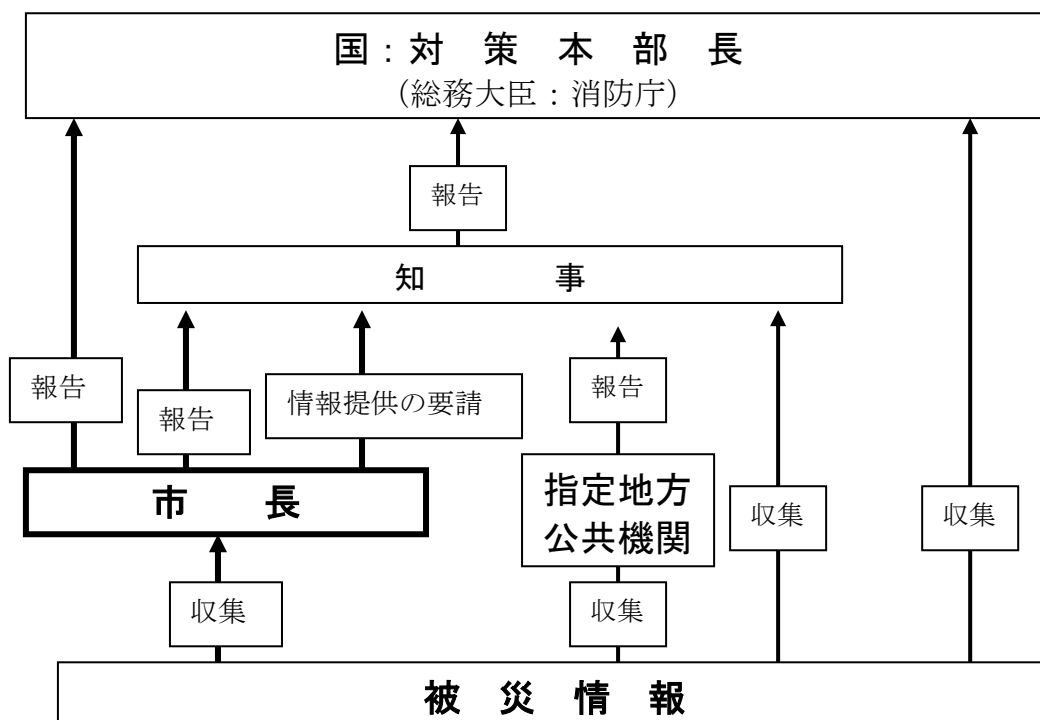 国：対　策　本　部　長
（総務大臣：消防庁）
報告
知　　　　事
報告
報告
情報提供の要請
報告
市　　長
指定地方
公共機関
収集
収集
収集
収集
被　災　情　報